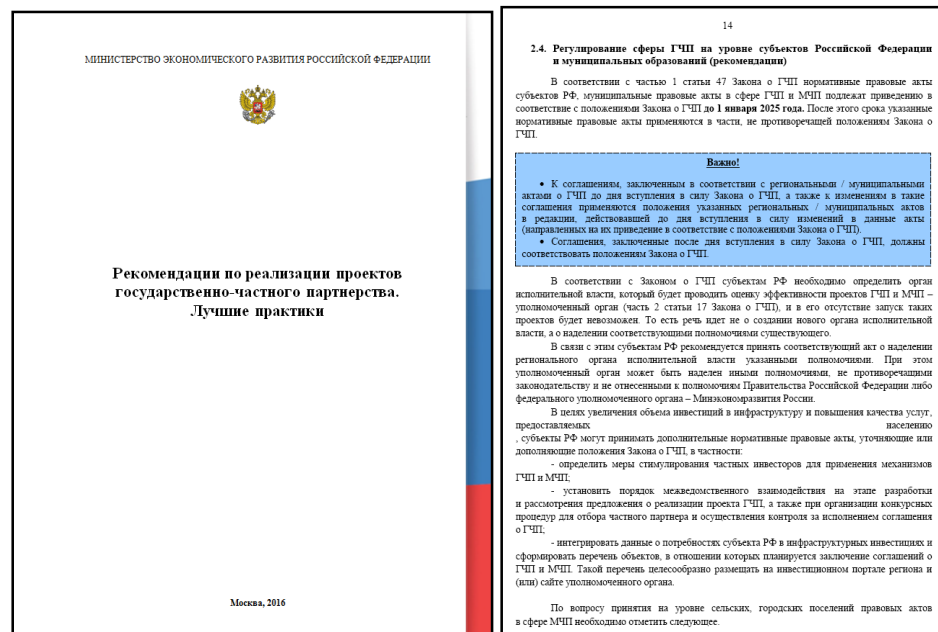 МИНИСТЕРСТВО ЭКОНОМИЧЕСКОГО РАЗВИТИЯ РОССИЙСКОЙ ФЕДЕРАЦИИ
Рекомендации по реализации проектов
государственно-частного партнерства.
Лучшие практики
Москва, 2016
14
2.4. Регулирование сферы ГЧП на уровне субъектов Российской Федерации
и муниципальных образований (рекомендации)
В соответствии с частью 1 статьи 47 Закона о ГЧП нормативные правовые акты
субъектов РФ, муниципальные правовые акты в сфере ГЧП и МЧП подлежат приведению в
соответствие с положениями Закона о ГЧП до 1 января 2025 года. После этого срока указанные
нормативные правовые акты применяются в части, не противоречащей положениям Закона о
ГЧП.
Важно!
• К соглашениям, заключенным в соответствии с региональными / муниципальными
актами о ГЧП до дня вступления в силу Закона о ГЧП, а также к изменениям в такие
соглашения применяются положения указанных региональных / муниципальных актов
в редакции, действовавшей до дня вступления в силу изменений в данные акты
(направленных на их приведение в соответствие с положениями Закона о ГЧП).
• Соглашения, заключенные после дня вступления в силу Закона о ГЧП, должны
соответствовать положениям Закона о ГЧП.
В соответствии с Законом о ГЧП субъектам РФ необходимо определить орган
исполнительной власти, который будет проводить оценку эффективности проектов ГЧП и МЧП –
уполномоченный орган (часть 2 статьи 17 Закона о ГЧП), и в его отсутствие запуск таких
проектов будет невозможен. То есть речь идет не о создании нового органа исполнительной
власти, а о наделении соответствующими полномочиями существующего.
В связи с этим субъектам РФ рекомендуется принять соответствующий акт о наделении
регионального органа исполнительной власти указанными полномочиями. При этом
уполномоченный орган может быть наделен иными полномочиями, не противоречащими
законодательству и не отнесенными к полномочиям Правительства Российской Федерации либо
федерального уполномоченного органа – Минэкономразвития России.
В целях увеличения объема инвестиций в инфраструктуру и повышения качества услуг,
предоставляемых населению
, субъекты РФ могут принимать дополнительные нормативные правовые акты, уточняющие или
дополняющие положения Закона о ГЧП, в частности:
- определить меры стимулирования частных инвесторов для применения механизмов
ГЧП и МЧП;
- установить порядок межведомственного взаимодействия на этапе разработки
и рассмотрения предложения о реализации проекта ГЧП, а также при организации конкурсных
процедур для отбора частного партнера и осуществления контроля за исполнением соглашения
о ГЧП;
- интегрировать данные о потребностях субъекта РФ в инфраструктурных инвестициях и
сформировать перечень объектов, в отношении которых планируется заключение соглашений о
ГЧП и МЧП. Такой перечень целесообразно размещать на инвестиционном портале региона и
(или) сайте уполномоченного органа.
По вопросу принятия на уровне сельских, городских поселений правовых актов
в сфере МЧП необходимо отметить следующее.